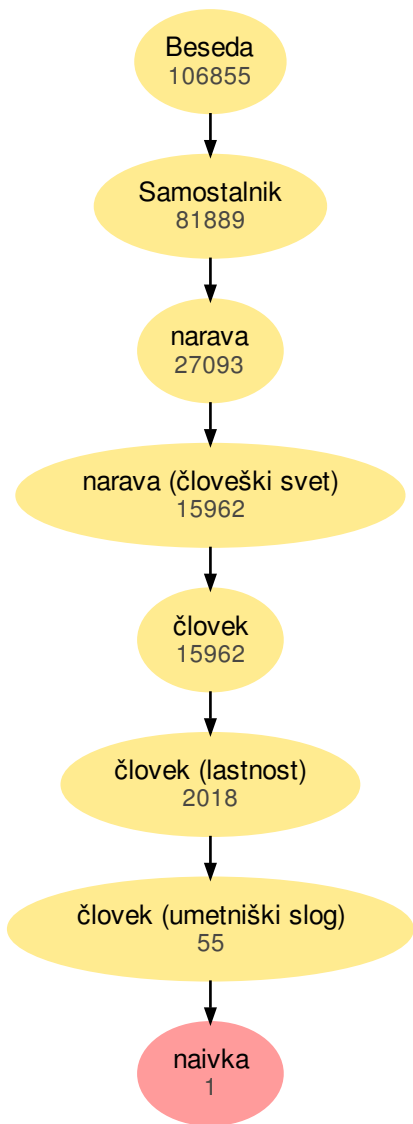 Beseda
106855
Samostalnik
81889
narava
27093
narava (človeški svet)
15962
človek
15962
človek (lastnost)
2018
človek (umetniški slog)
55
naivka
1